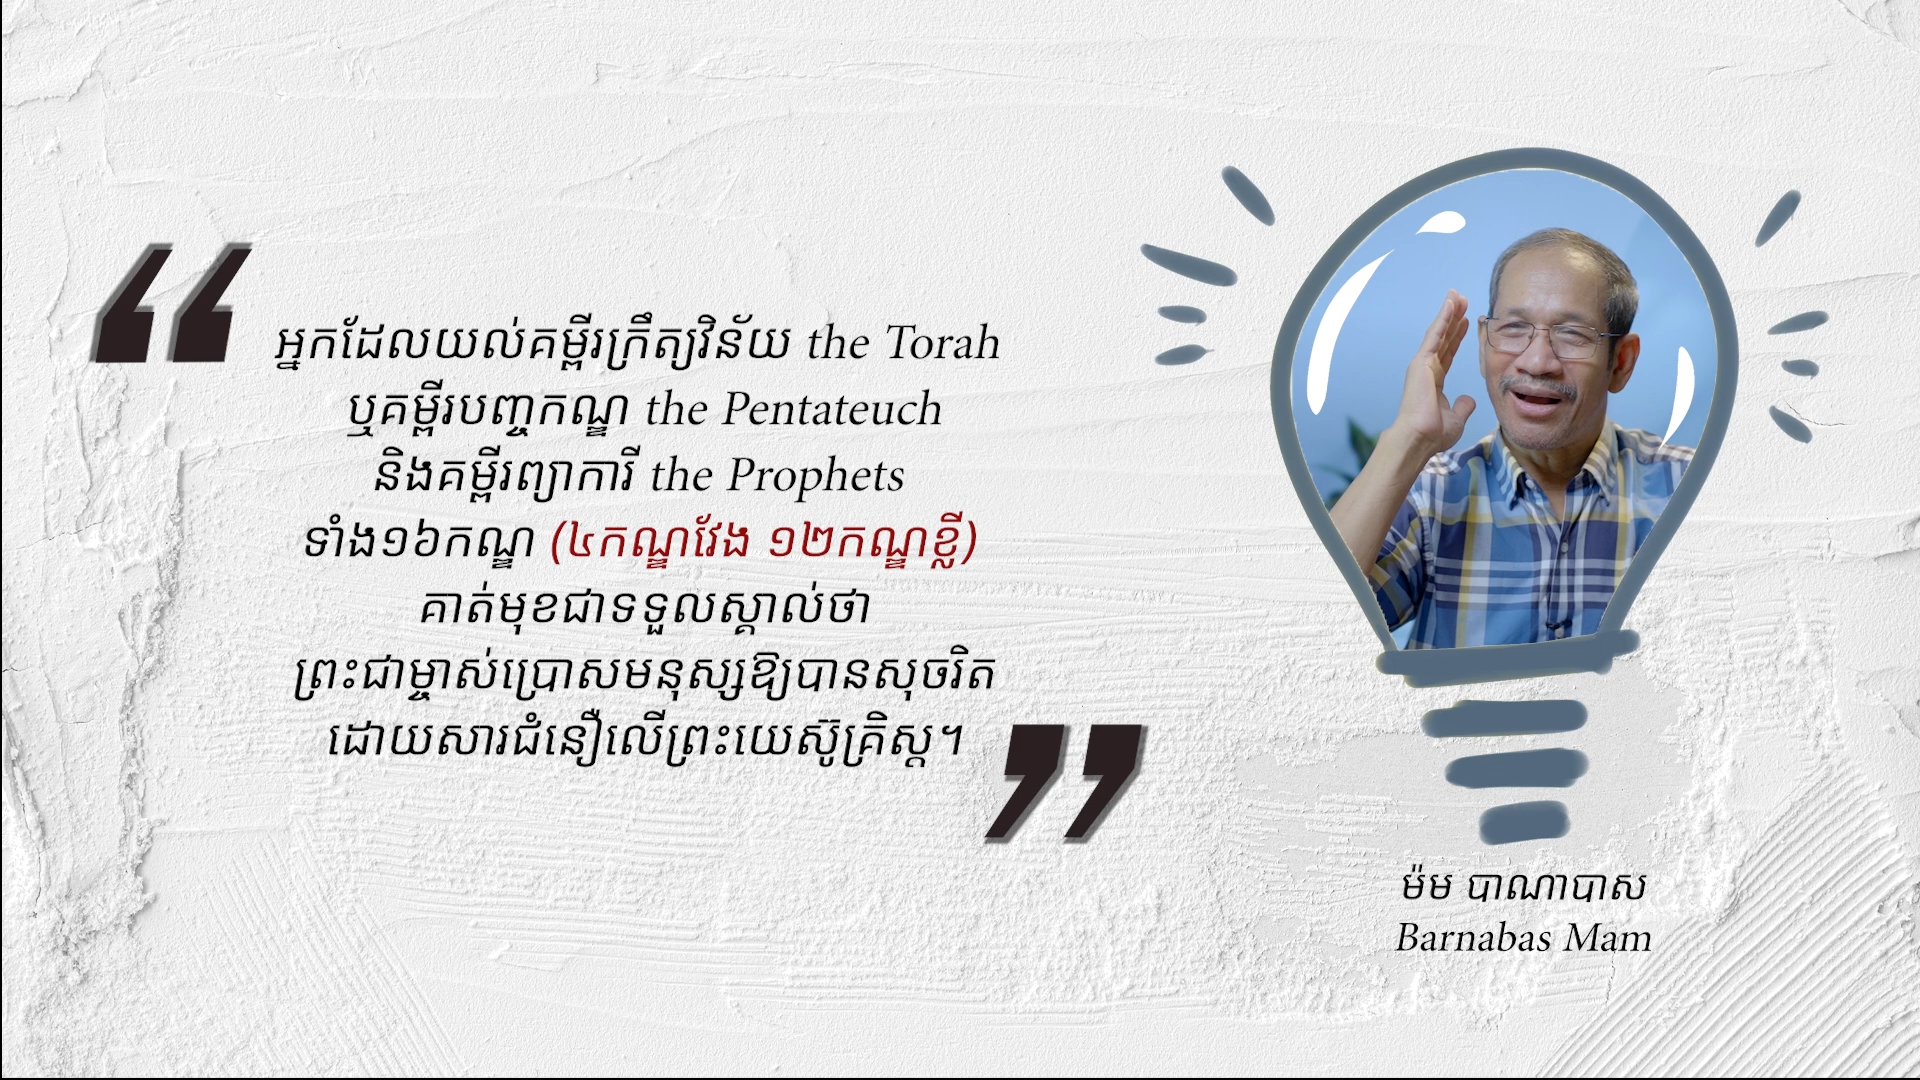 អ្នកដែលយល់គម្ពីរក្រឹត្យវិន័យ the Torah
ឬគម្ពីរបញ្ចកណ្ឌ the Pentateuch
និងគម្ពីរព្យាការី the Prophets
ទាំង១៦កណ្ឌ (៤កណ្ឌវែង ១២កណ្ឌខ្លី)
គាត់មុខជាទទួលស្គាល់ថា
ព្រះជាម្ចាស់ប្រោសមនុស្សឱ្យបានសុចរិត
ដោយសារជំនឿលើព្រះយេស៊ូគ្រិស្ត។
ម៉ម បាណាបាស
Barnabas Mam